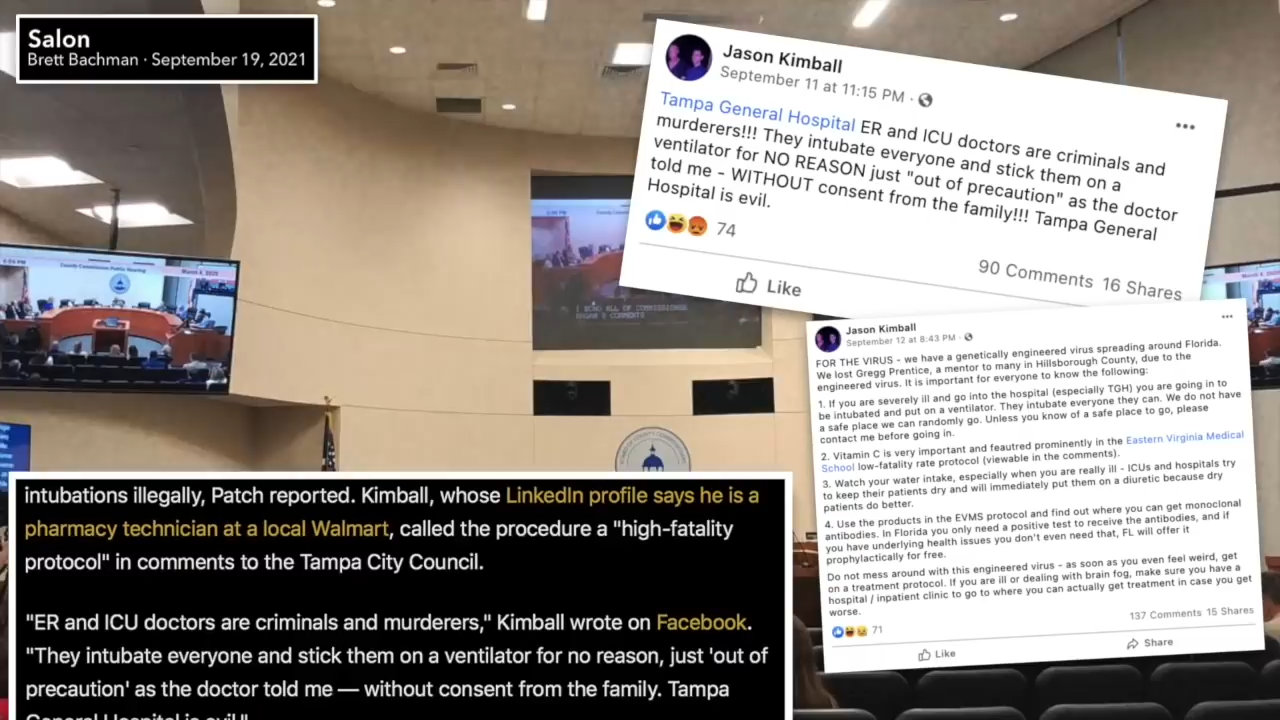 Salon
Brett Bachman · September 19, 2021
Jason Kimball
September 11 at 11:15 PM ·
Tampa General Hospital ER and ICU doctors are criminals and
murderers!!! They intubate everyone and stick them on a
ventilator for NO REASON just "out of precaution" as the doctor
told me - WITHOUT consent from the family!!! Tampa General
Hospital is evil.
74
90 Comments 16 Shares
Like
County Commission Public Hearing
Jason Kimball
September 12 at 8:43 PM ·
FOR THE VIRUS - we have a genetically engineered virus spreading around Florida.
We lost Gregg Prentice, a mentor to many in Hillsborough County, due to the
engineered virus. It is important for everyone to know the following:
1. If you are severely ill and go into the hospital (especially TGH) you are going in to
be intubated and put on a ventilator. They intubate everyone they can. We do not have
a safe place we can randomly go. Unless you know of a safe place to go, please
contact me before going in.
2. Vitamin C is very important and feautred prominently in the Eastern Virginia Medical
School low-fatality rate protocol (viewable in the comments).
3. Watch your water intake, especially when you are really ill - ICUs and hospitals try
to keep their patients dry and will immediately put them on a diuretic because dry
patients do better.
4. Use the products in the EVMS protocol and find out where you can get monoclonal
antibodies. In Florida you only need a positive test to receive the antibodies, and if
you have underlying health issues you don't even need that, FL will offer it
prophylactically for free.
Do not mess around with this engineered virus - as soon as you even feel weird, get
on a treatment protocol. If you are ill or dealing with brain fog, make sure you have a
hospital / inpatient clinic to go to where you can actually get treatment in case you get
worse.
71
137 Comments 15 Shares
Like
Share
intubations illegally, Patch reported. Kimball, whose LinkedIn profile says he is a
pharmacy technician at a local Walmart, called the procedure a "high-fatality
protocol" in comments to the Tampa City Council.
"ER and ICU doctors are criminals and murderers," Kimball wrote on Facebook.
"They intubate everyone and stick them on a ventilator for no reason, just 'out of
precaution' as the doctor told me — without consent from the family. Tampa
General Hospital is evil"